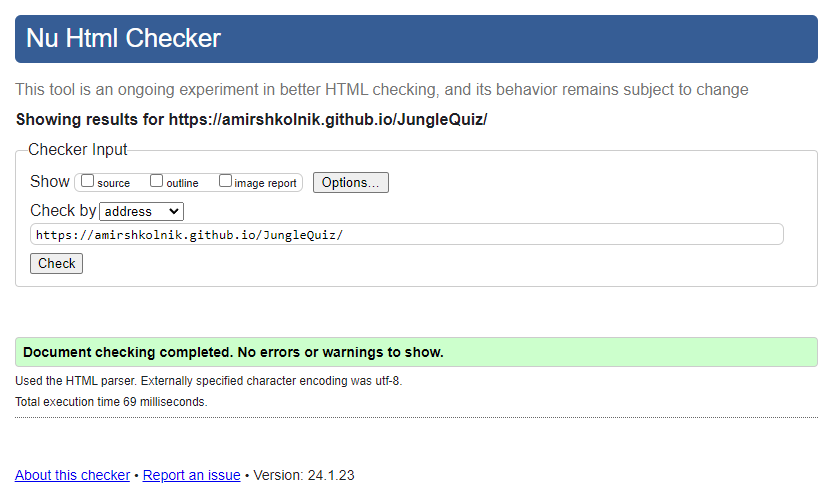 Nu Html Checker
This tool is an ongoing experiment in better HTML checking, and its behavior remains subject to change
Showing results for https://amirshkolnik.github.io/JungleQuiz/
Checker Input
Show source outline image report Options...
Check by address
https://amirshkolnik.github.io/JungleQuiz/
Check
Document checking completed. No errors or warnings to show.
Used the HTML parser. Externally specified character encoding was utf-8.
Total execution time 69 milliseconds.
About this checker • Report an issue • Version: 24.1.23